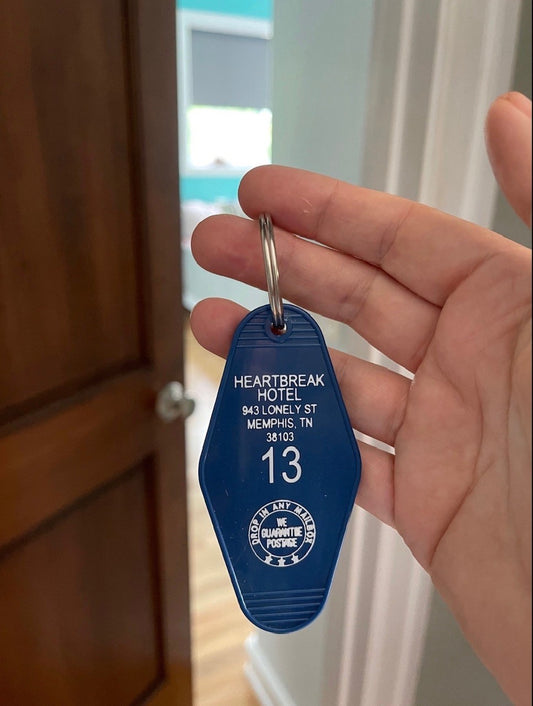 HEARTBREAK
HOTEL
943 LONELY ST
MEMPHIS, TN
38103
13
DROP IN ANY MAILBOX
WE
GUARANTEE
POSTAGE